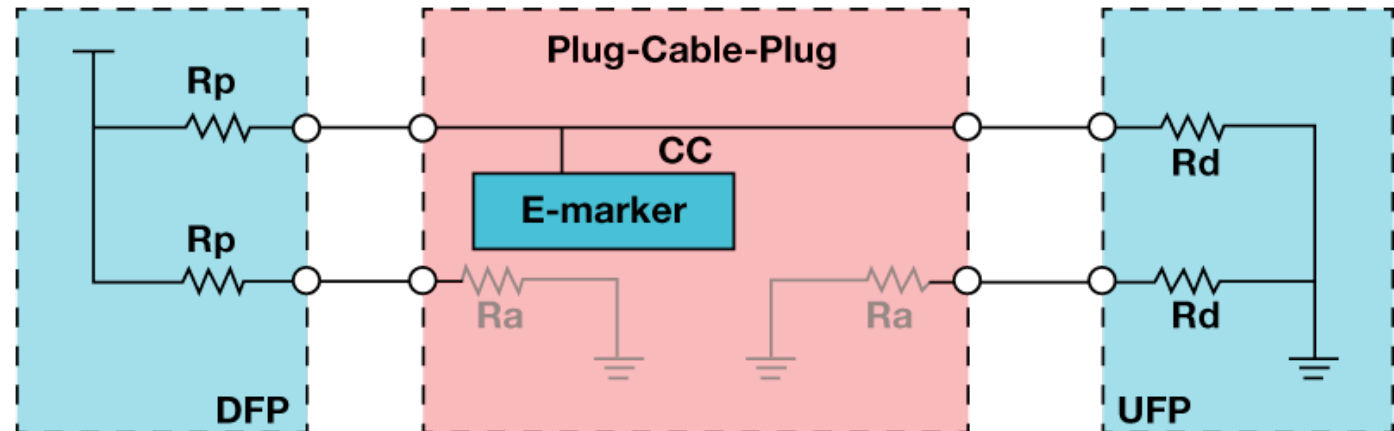 Plug-Cable-Plug
Rp
CC
Rd
E-marker
Rp
Ra
Ra
Rd
DFP
UFP